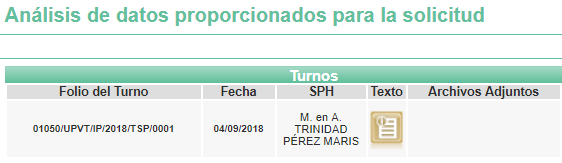 Análisis de datos proporcionados para la solicitud
Turnos
Folio del Turno Fecha SPH Texto Archivos Adjuntos
01050/UPVT/IP/2018/TSP/0001 04/09/2018 M. en A.
TRINIDAD
PÉREZ MARIS